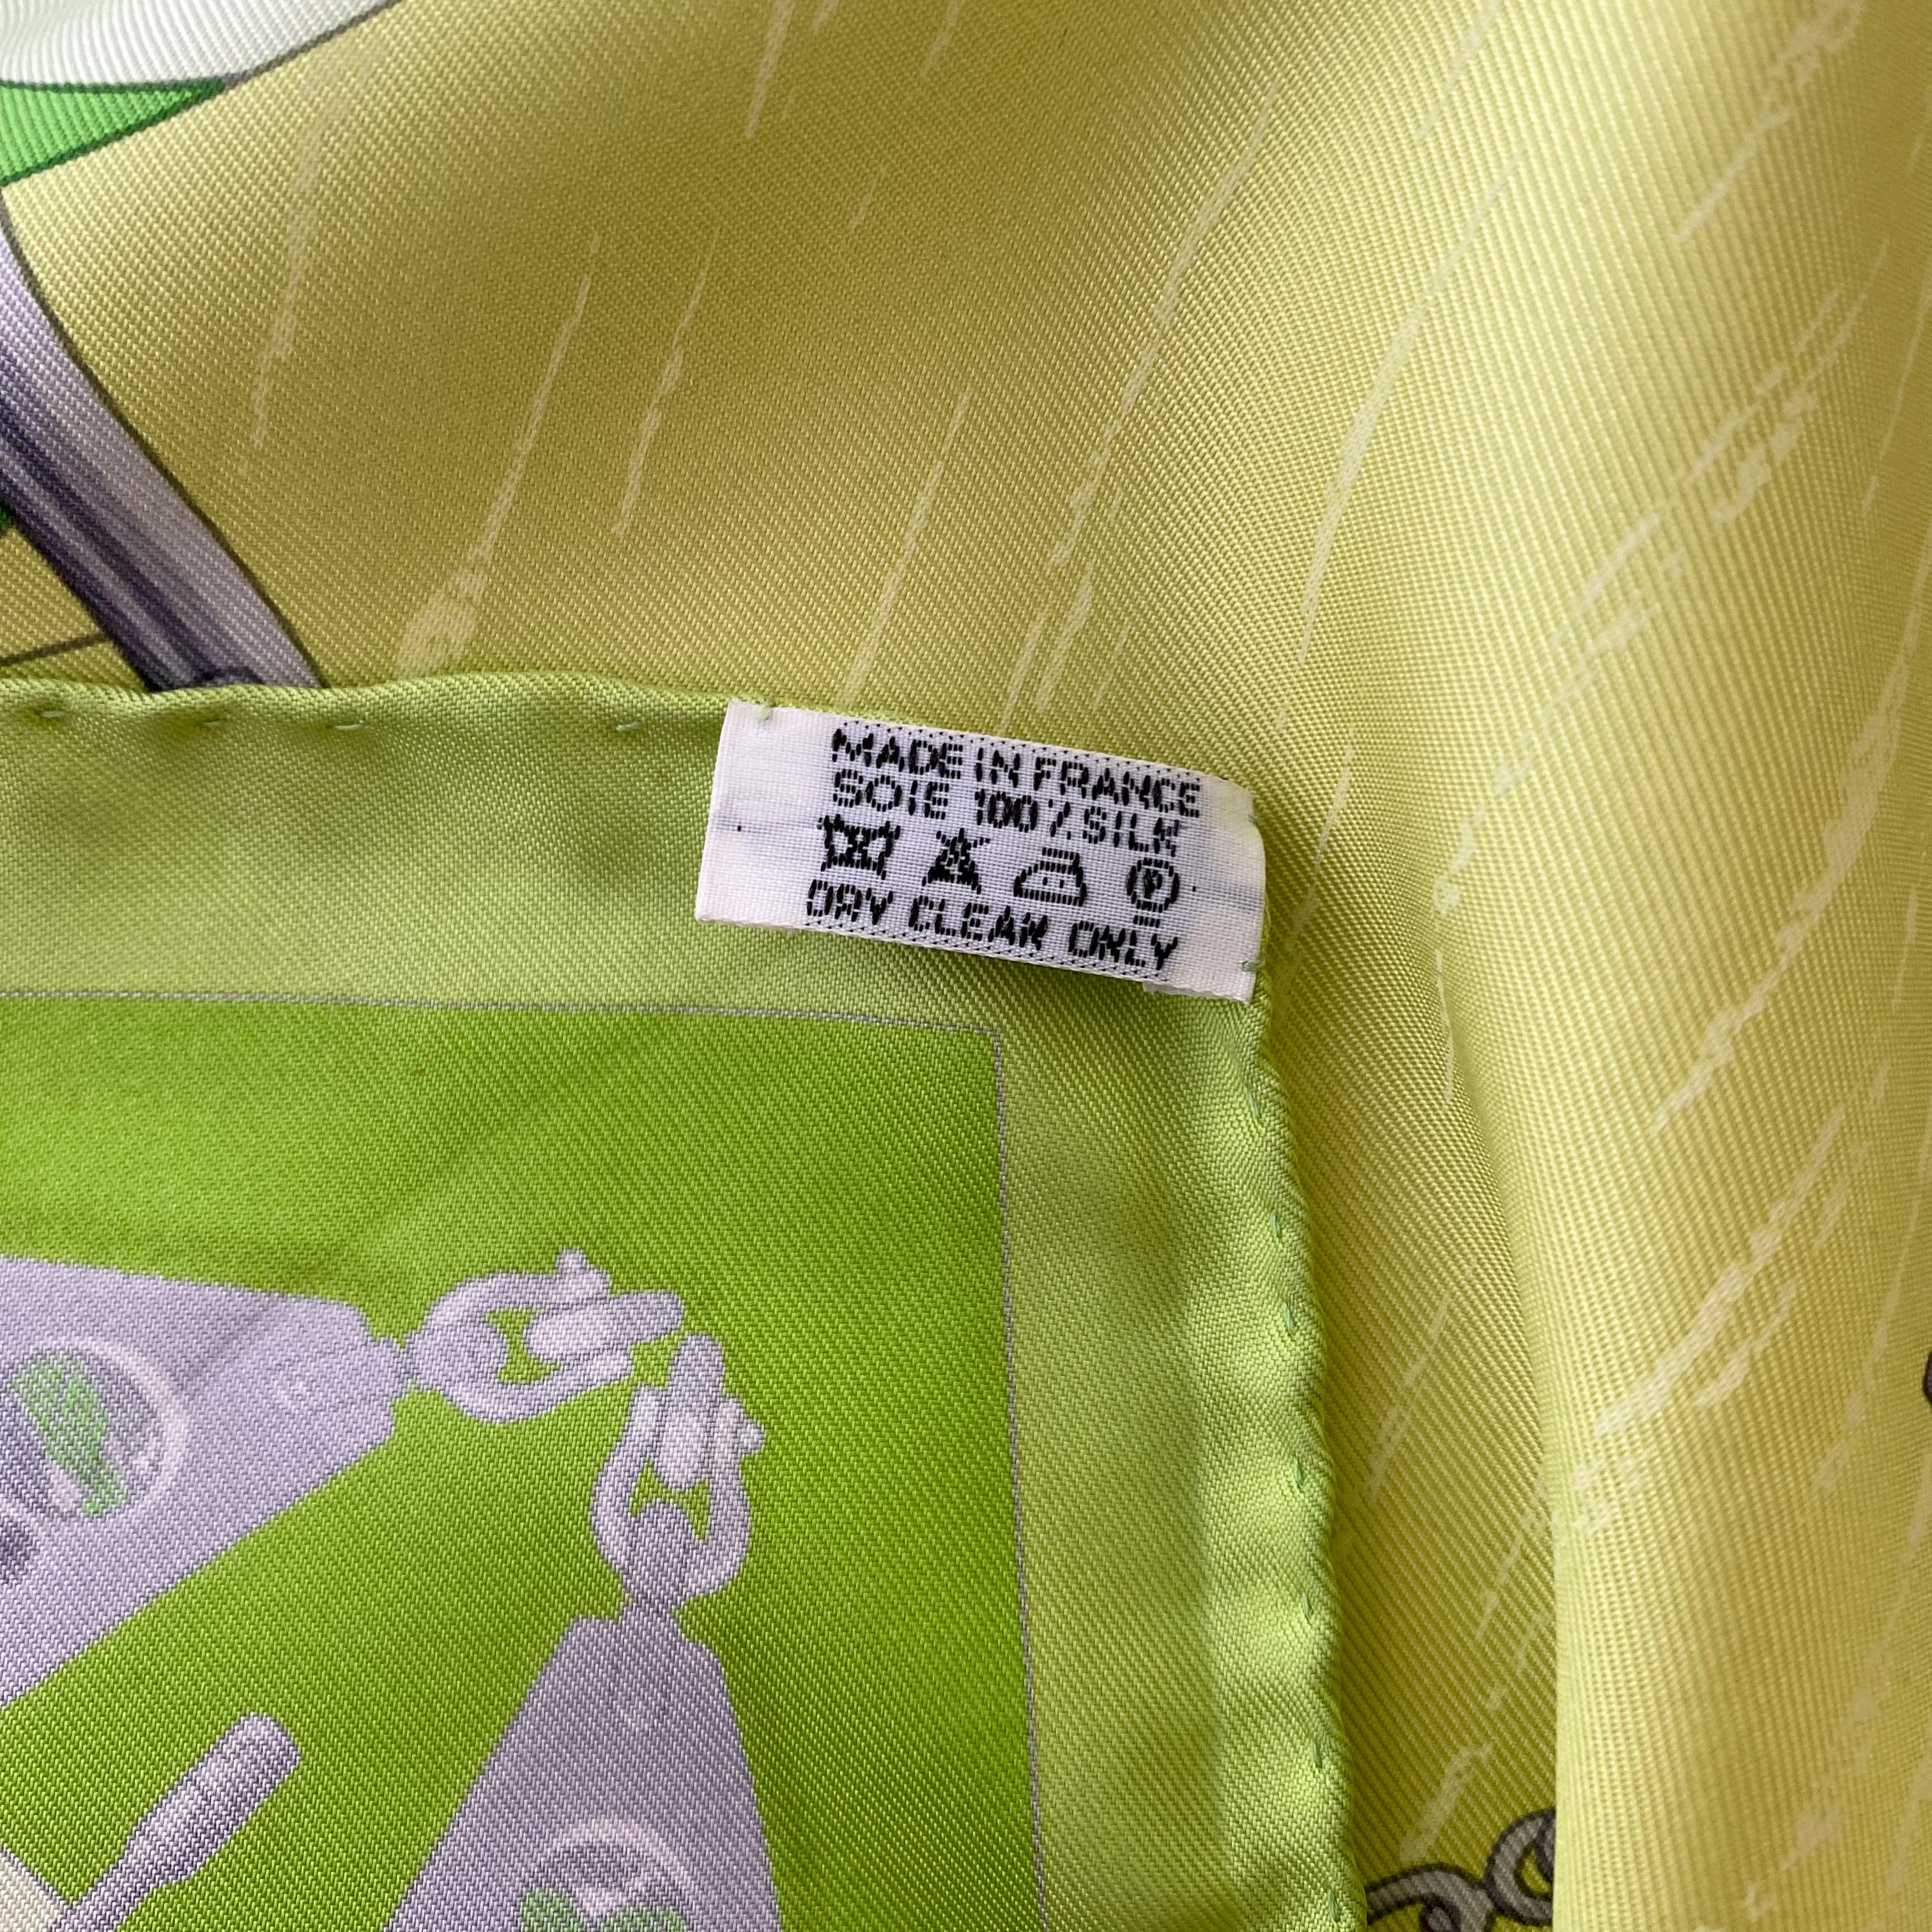 MADE IN FRANCE
SOIE 100% SILK
P
DRY CLEAN ONLY